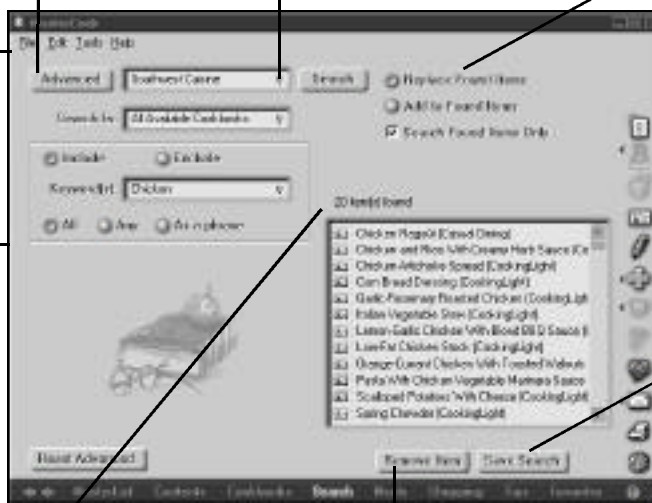 File Edit Tools Help
Advanced
Southwest Cuisine
Search
Replace Found Items
Search In
All Available Cookbooks
Add to Found Items
Search Found Items Only
Include
Exclude
Keyword(s)
Chicken
All
Any
As a phrase
20 item(s) found
Chicken Ragoût (Casual Dining)
Chicken and Rice With Creamy Herb Sauce (Co
Chicken-Artichoke Spread (CookingLight)
Corn Bread Dressing (CookingLight)
Garlic-Rosemary Roasted Chicken (CookingLigh
Italian Vegetable Stew (CookingLight)
Lemon-Garlic Chicken With Sauce
Low-Fat Chicken Stock (CookingLight)
Orange-Currant Chicken With Toasted Walnuts
Pasta With Chicken Vegetable Marinara Sauce
Scalloped Potatoes With Cheese (CookingLight)
Spring Chowder (CookingLight)
Reset Advanced
Remove Item
Save Search
Contents
Cookbooks
Search